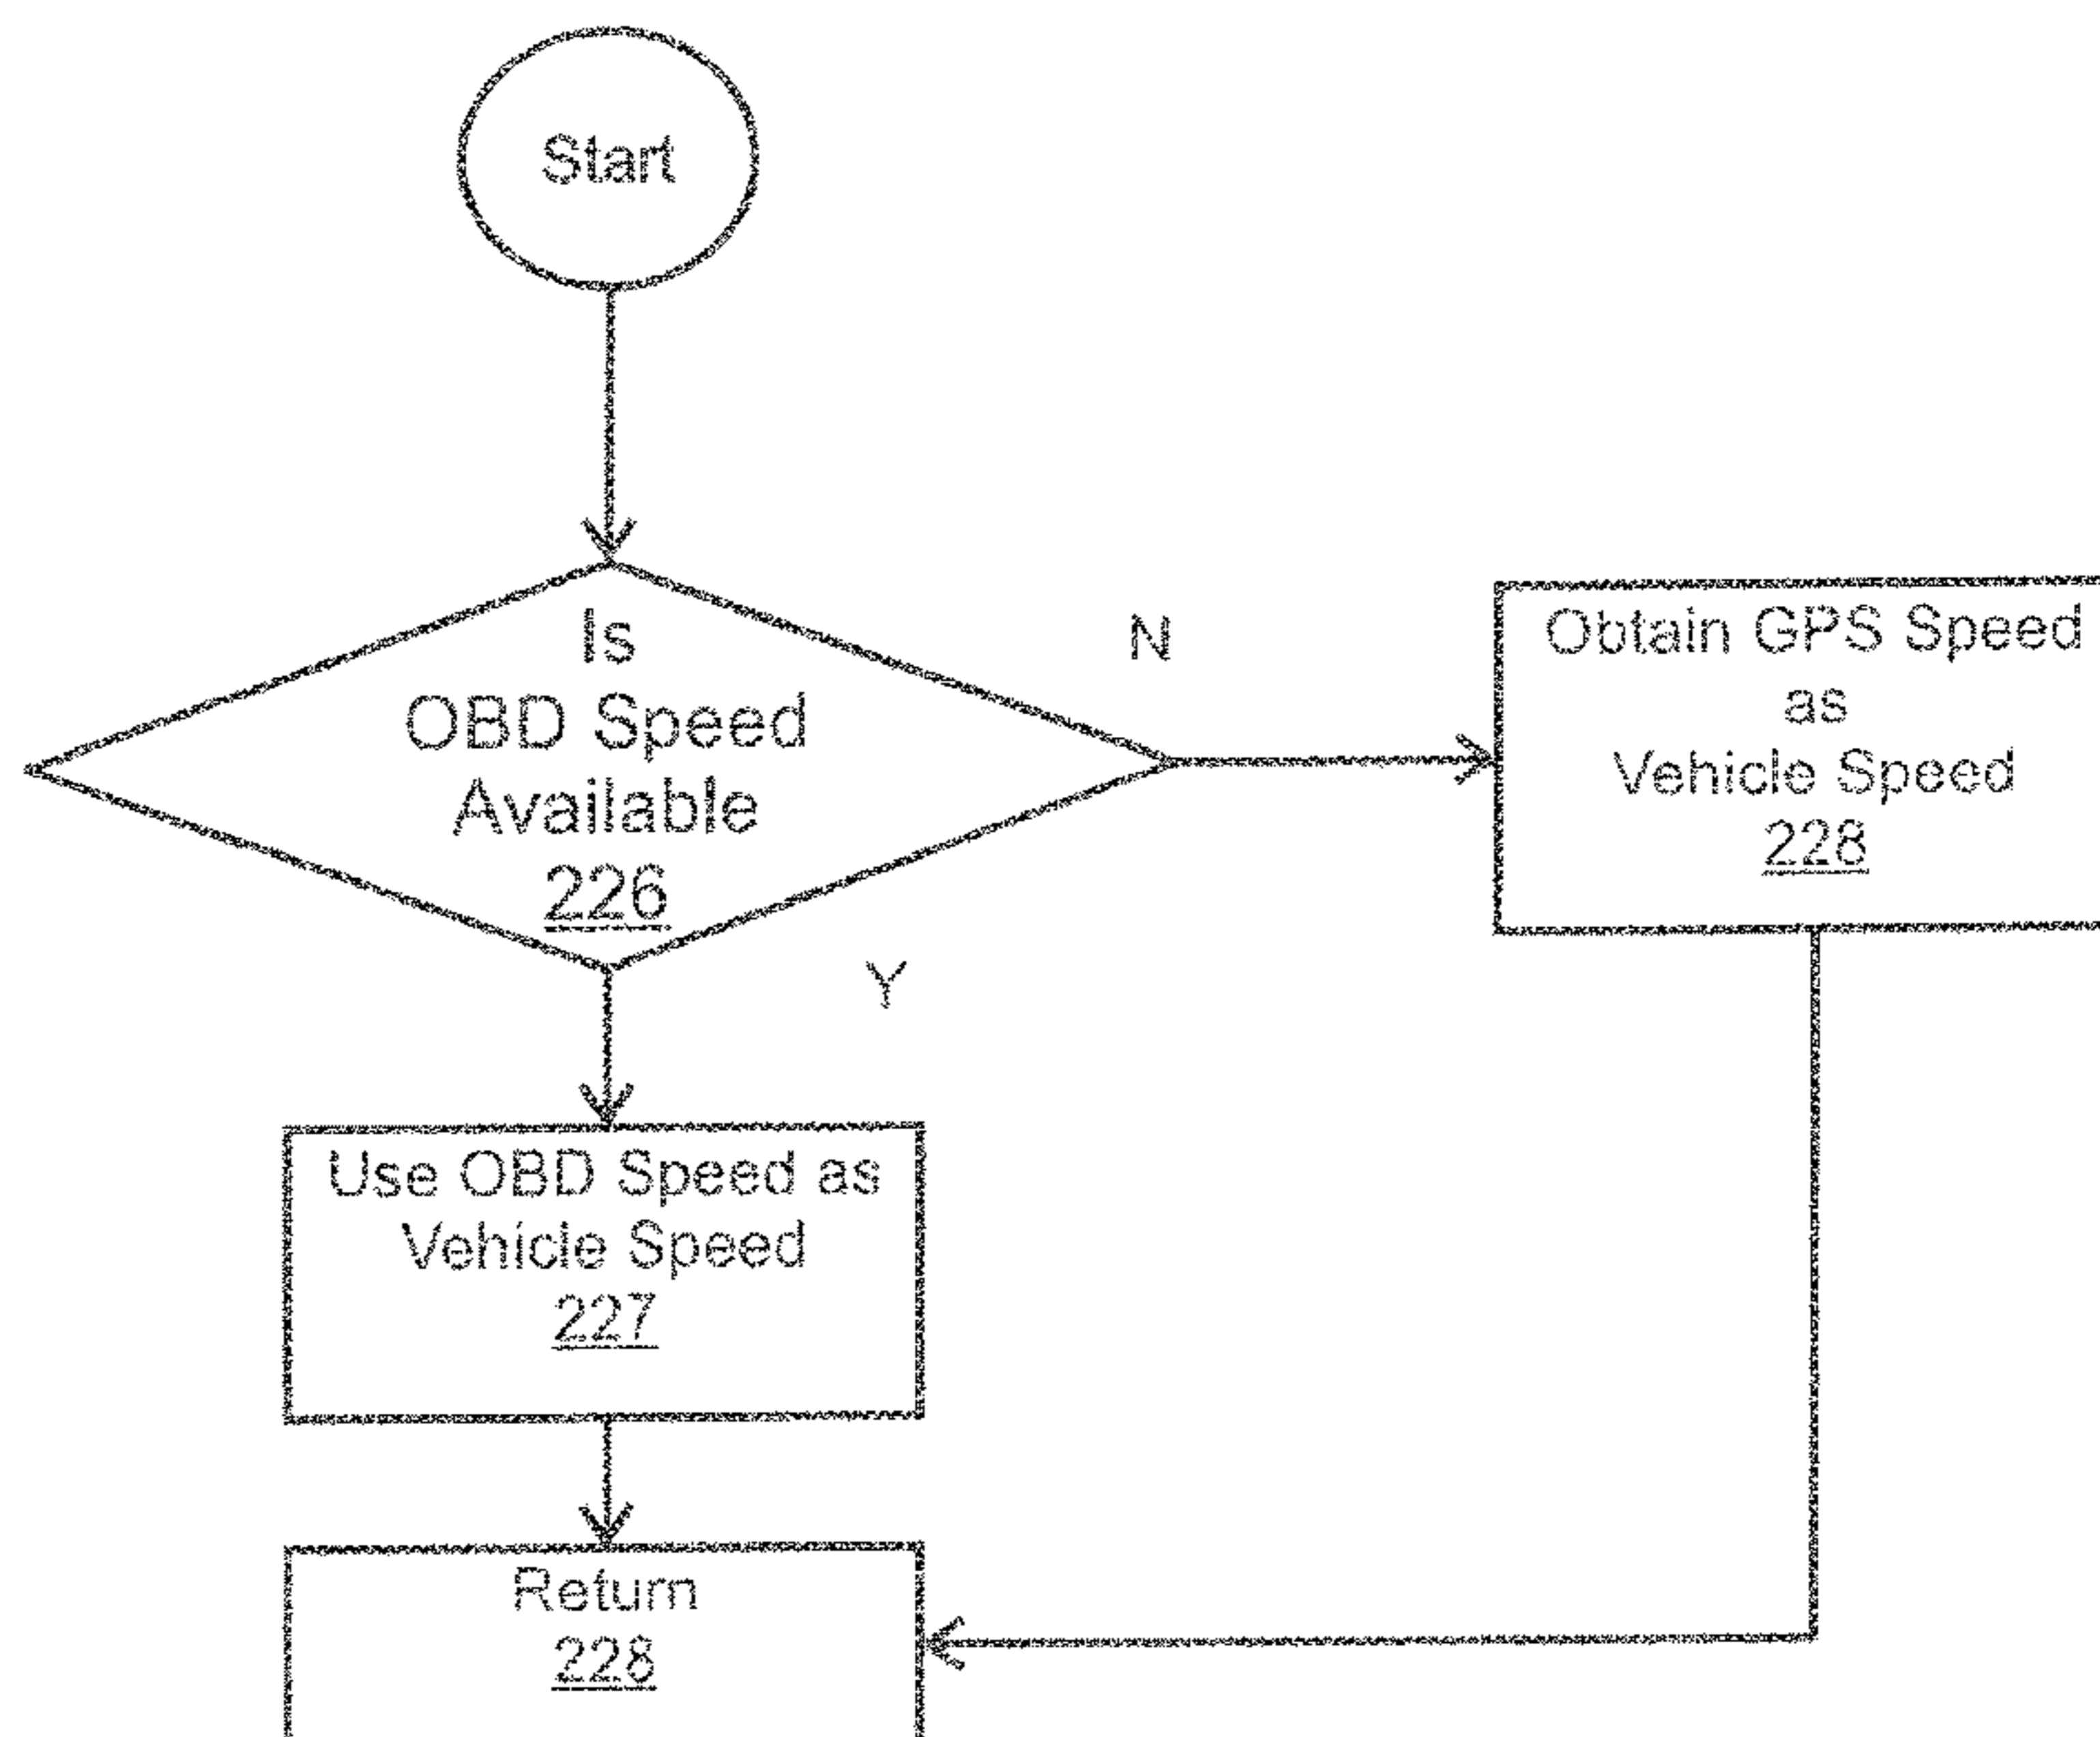 Start
Is
OBD Speed
Available
226
N
Y
Obtain GPS Speed
as
Vehicle Speed
228
Use OBD Speed as
Vehicle Speed
227
Return
228